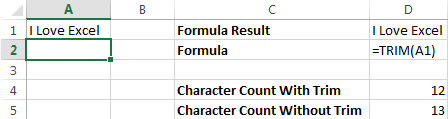 A B C D
1 I Love Excel Formula Result I Love Excel
2 Formula =TRIM(A1)
3
4 Character Count With Trim 12
5 Character Count Without Trim 13